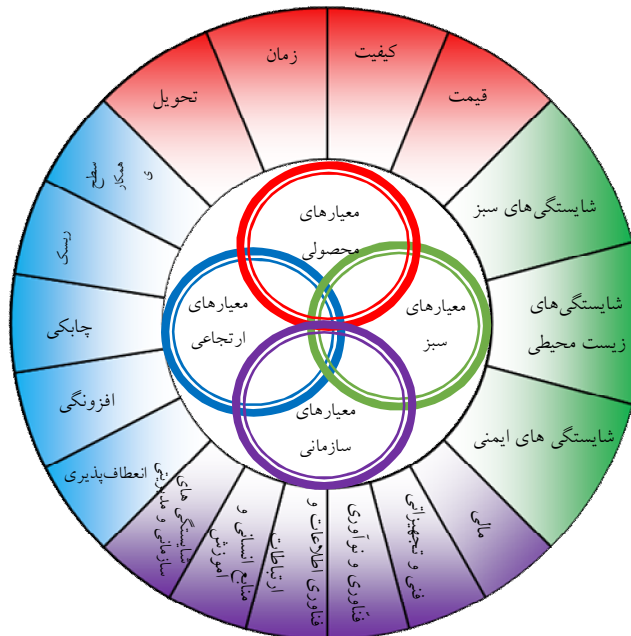 قیمت
کیفیت
زمان
تحویل
سطح
همکار
ی
ریسک
چابکی
افزونگی
انعطاف‌پذیری
شایستگی های
سازمانی و مدیریتی
منابع انسانی و
آموزش
فناوری اطلاعات و
ارتباطات
فنّاوری و نوآوری
فنی و تجهیزاتی
مالی
شایستگی های ایمنی
شایستگی‌های
زیست محیطی
شایستگی‌های سبز
معیارهای
محصولی
معیارهای
سبز
معیارهای
ارتجاعی
معیارهای
سازمانی